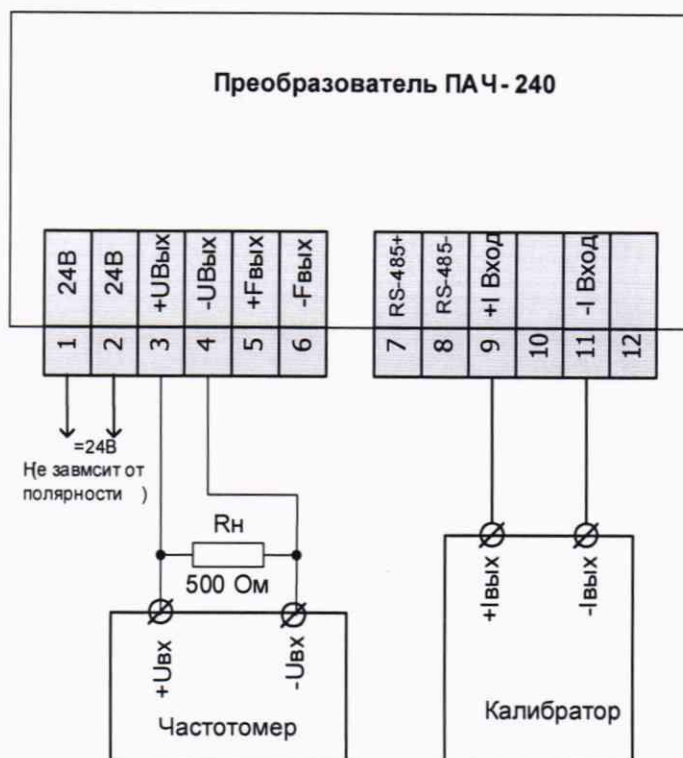 Преобразователь ПАЧ - 240
24В
24В
+UВых
-UВых
+Fвых
-Fвых
1
2
3
4
5
6
RS-485+
RS-485-
+I Вход
-I Вход
7
8
9
10
11
12
=24В
Не завмсит от
полярности )
Rн
500 Ом
+Uвх
-Uвх
Частотомер
+Iвых
-Iвых
Калибратор